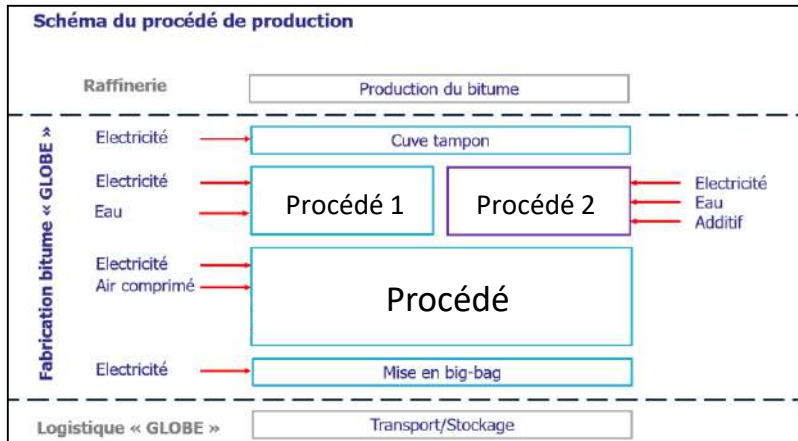 Schéma du procédé de production
Raffinerie
Production du bitume
Fabrication bitume « GLOBE »
Electricité
Cuve tampon
Electricité
Eau
Procédé 1
Procédé 2
Electricité
Eau
Additif
Electricité
Air comprimé
Procédé
Electricité
Mise en big-bag
Logistique « GLOBE »
Transport/Stockage